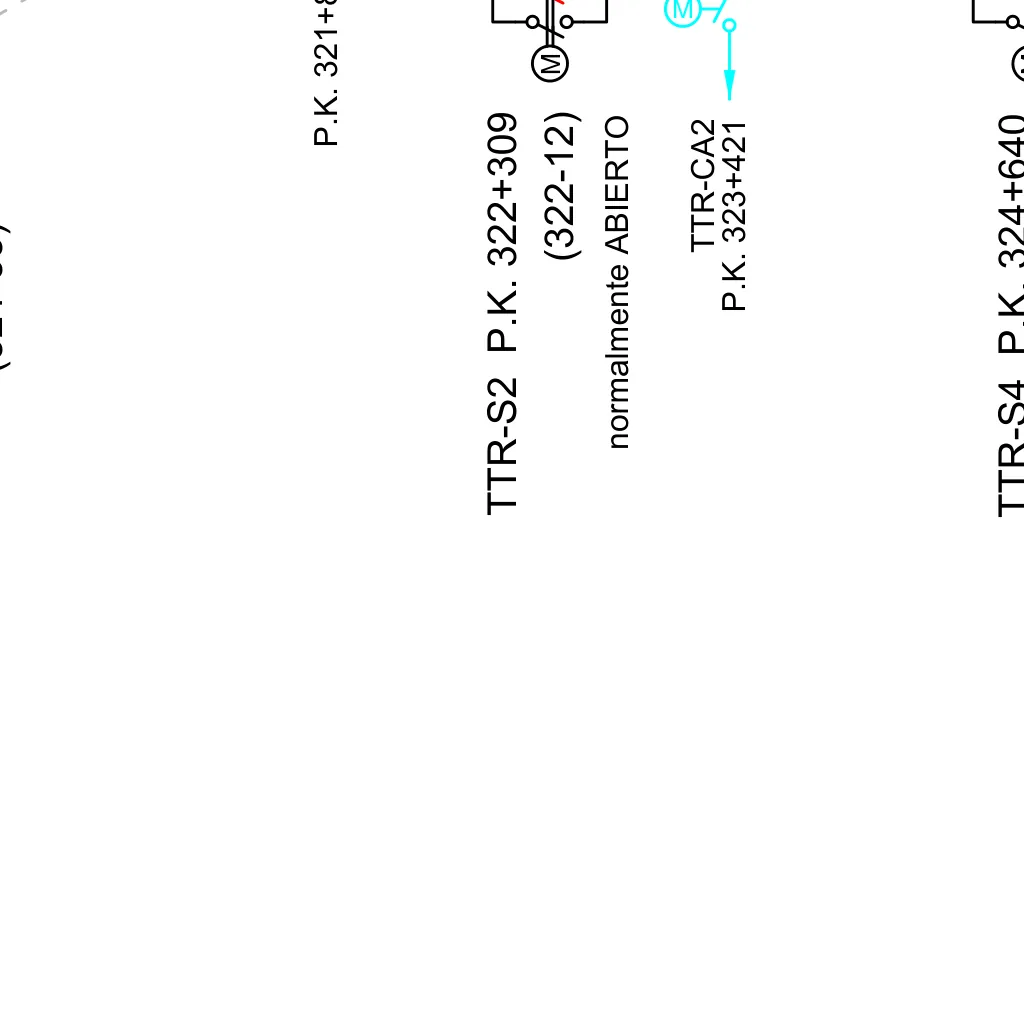 P.K. 321+8
M
TTR-S2 P.K. 322+309
(322-12)
normalmente ABIERTO
M
TTR-CA2
P.K. 323+421
TTR-S4 P.K. 324+640